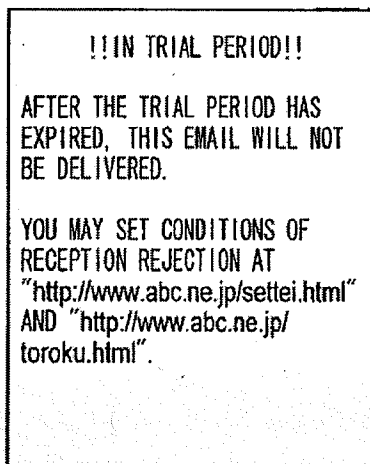 !!IN TRIAL PERIOD!!
AFTER THE TRIAL PERIOD HAS
EXPIRED, THIS EMAIL WILL NOT
BE DELIVERED.
YOU MAY SET CONDITIONS OF
RECEPTION REJECTION AT
"http://www.abc.ne.jp/settei.html"
AND "http://www.abc.ne.jp/
toroku.html".